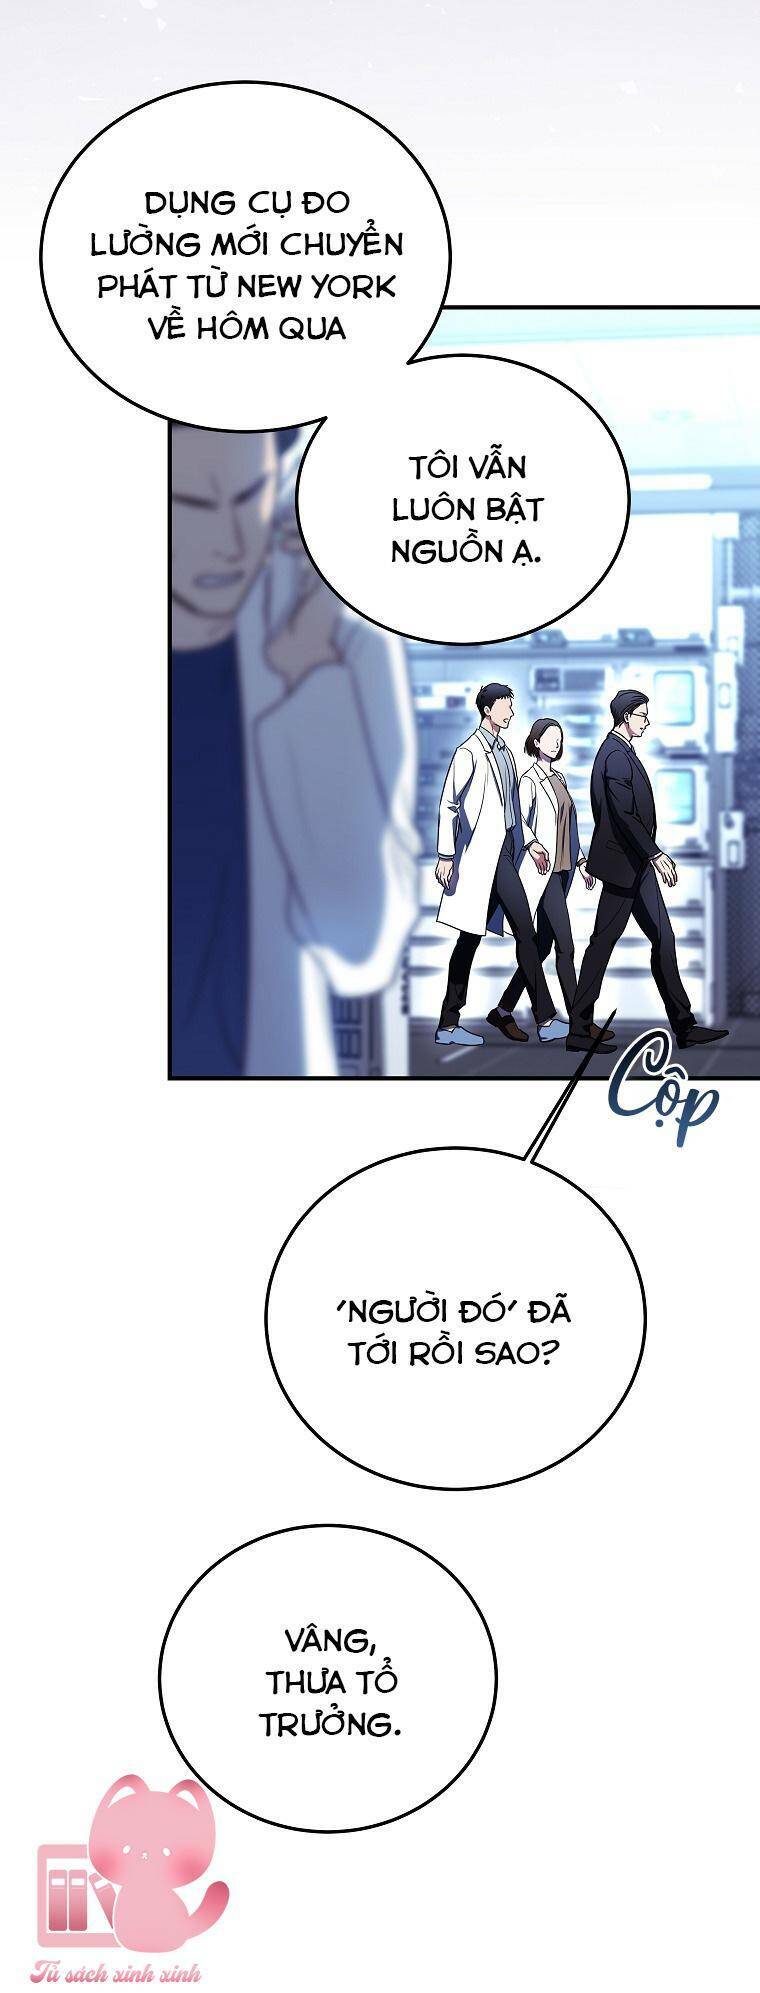 DỤNG CỤ ĐO
LƯỜNG MỚI CHUYỂN
PHÁT TỪ NEW YORK
VỀ HÔM QUA
TÔI VẪN
LUÔN BẬT
NGUỒN Ạ.
Cộp
'NGƯỜI ĐÓ' ĐÃ
TỚI RỒI SAO?
VÂNG,
THƯA TỔ
TRƯỞNG.
Tủ sách xinh xinh